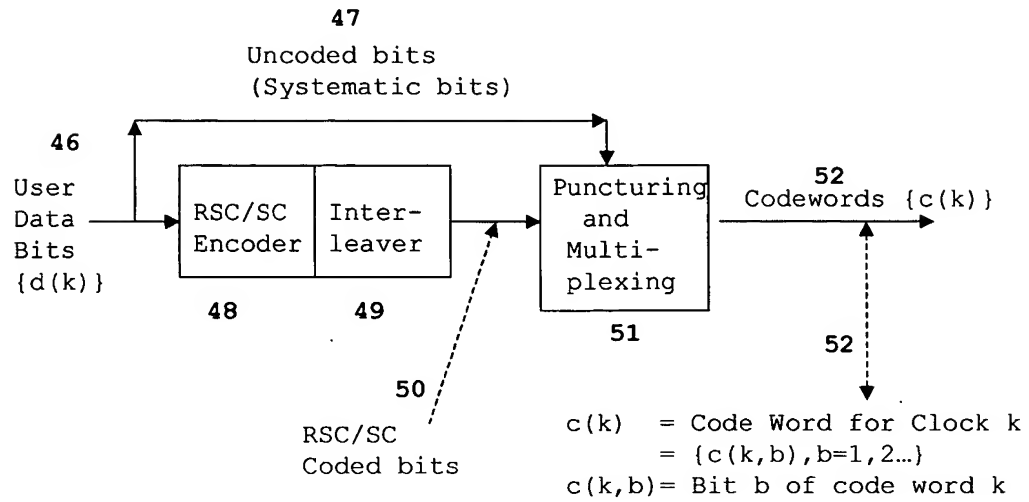 47
Uncoded bits
(Systematic bits)
46
User
Data
Bits
{d(k)}
RSC/SC
Encoder
Inter-
leaver
48
49
Puncturing
and
Multi-
plexing
51
52
Codewords {c(k)}
52
50
RSC/SC
Coded bits
c(k) = Code Word for Clock k
= {c(k,b),b=1,2…}
c(k,b)= Bit b of code word k